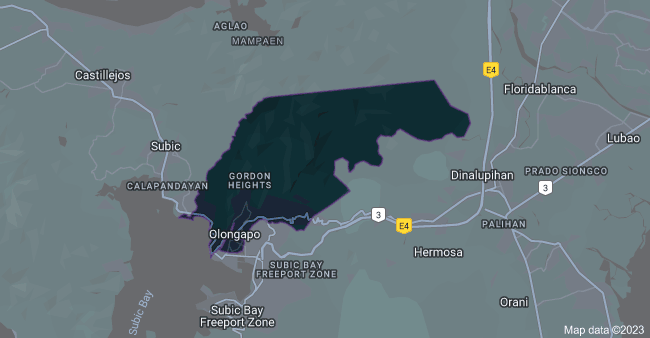 AGLAO
MAMPAEN
Castillejos
E4
Floridablanca
Subic
Lubao
GORDON
HEIGHTS
CALAPANDAYAN
Dinalupihan
PRADO SIONGCO
3
3
E4
PALIHAN
Olongapo
Hermosa
SUBIC BAY
FREEPORT ZONE
Subic Bay
Orani
Subic Bay
Freeport Zone
Map data ©2023